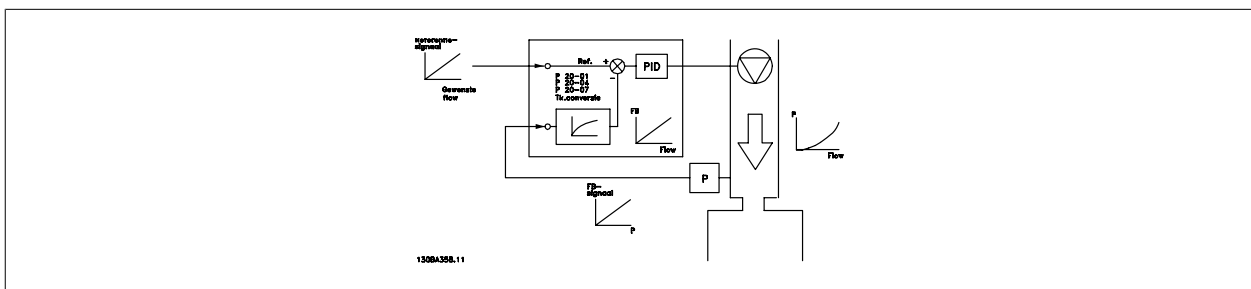 Referentie-
signaal
Gewenste
flow
Ref.
+
-
P 20-01
P 20-04
P 20-07
Tk.conversie
PID
FB
Flow
P
FB-
signaal
P
P
Flow
130BA358.11